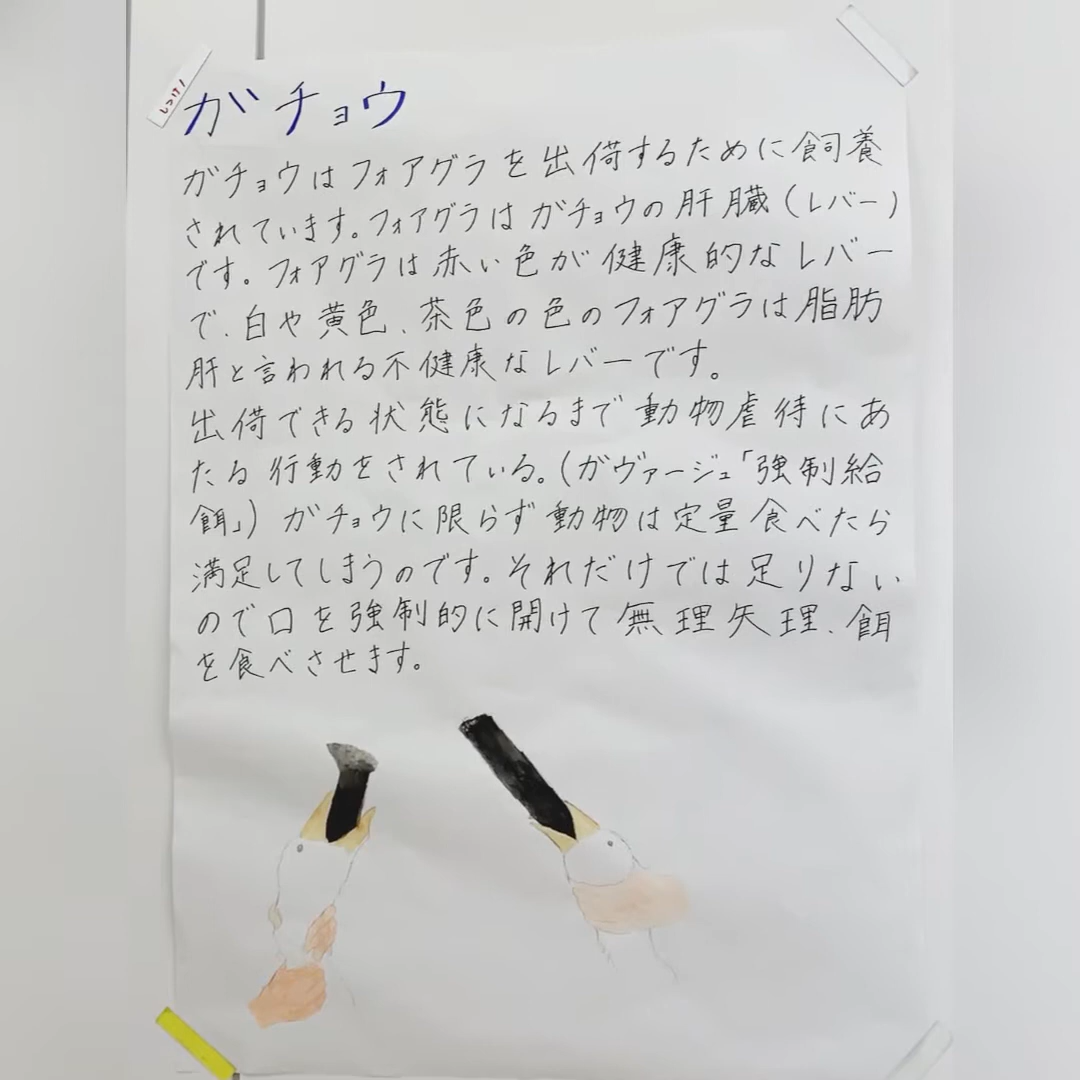 ガチョウ
ガチョウはフォアグラを出荷するために飼養
されています。フォアグラはガチョウの肝臓(レバー)
です。フォアグラは赤い色が健康的なレバー
で、白や黄色、茶色の色のフォアグラは脂肪
肝と言われる不健康なレバーです。
出荷できる状態になるまで動物虐待にあ
たる行動をされている。(ガヴァージュ「強制給
餌」) ガチョウに限らず動物は定量食べたら
満足してしまうのです。それだけでは足りない
ので口を強制的に開けて無理矢理、餌
を食べさせます。